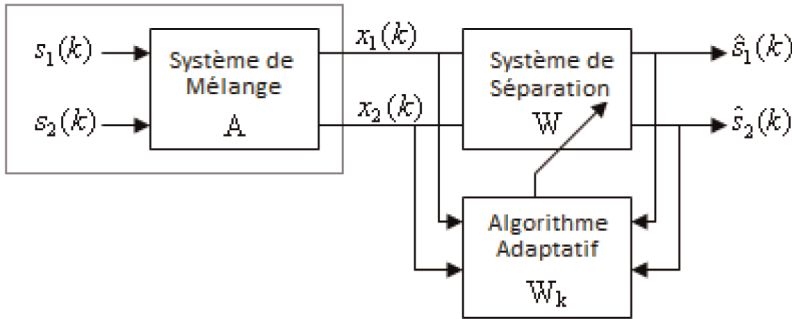 s₁(k)
s₂(k)
Système de
Mélange
A
x₁(k)
x₂(k)
Système de
Séparation
W
ŝ₁(k)
ŝ₂(k)
Algorithme
Adaptatif
Wₖ